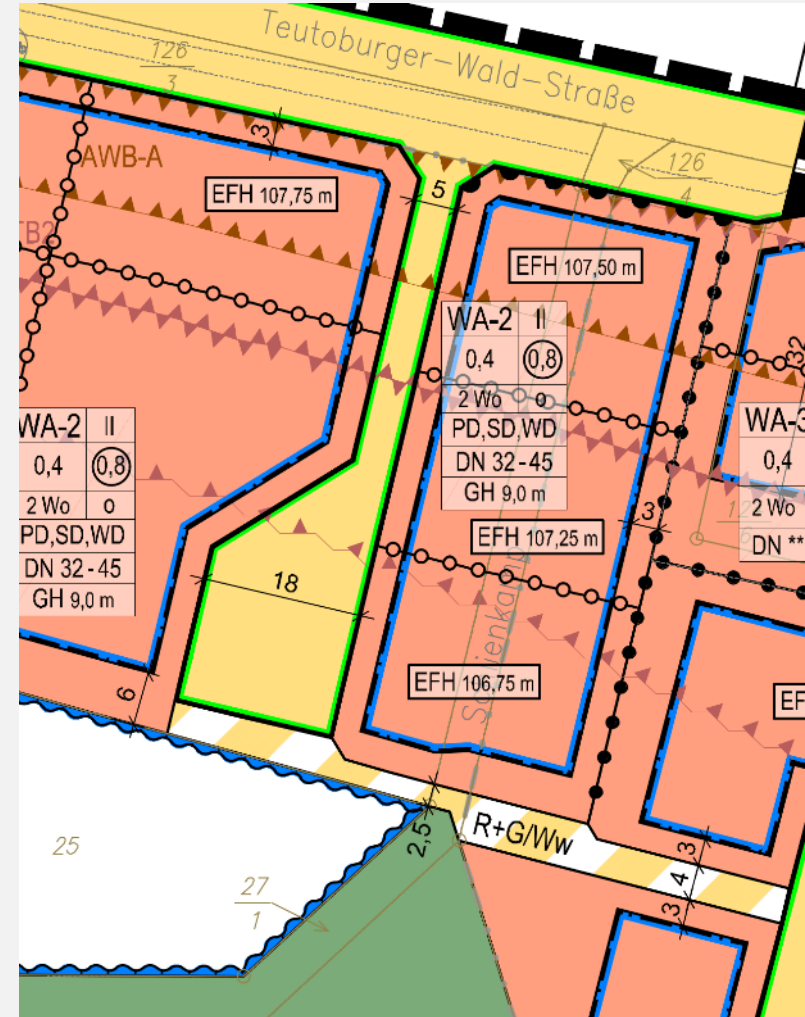 Teutoburger-Wald-Straße
126
3
126
4
3
AWB-A
5
EFH 107,75 m
EFH 107,50 m
WA-2 II
0,4 0,8
2 Wo o
PD,SD,WD
DN 32-45
GH 9,0 m
32
WA-2 II
0,4 0,8
2 Wo o
PD,SD,WD
DN 32-45
GH 9,0 m
WA-3
0,4
2 Wo
DN **
3
EFH 107,25 m
18
EFH 106,75 m
EF
6
2,5
R+G/Ww
3
4
3
25
27
1